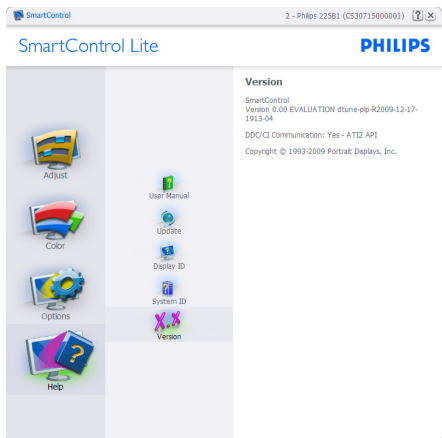 SmartControl
2 - Philips 225B1 (CS30715000001)
SmartControl Lite
PHILIPS
Version
SmartControl
Version 0.00 EVALUATION dtune-plp-R2009-12-17-
1913-04
DDC/CI Communication: Yes - ATI2 API
Copyright © 1993-2009 Portrait Displays, Inc.
Adjust
Color
Options
Help
User Manual
Update
Display ID
System ID
X.X
Version